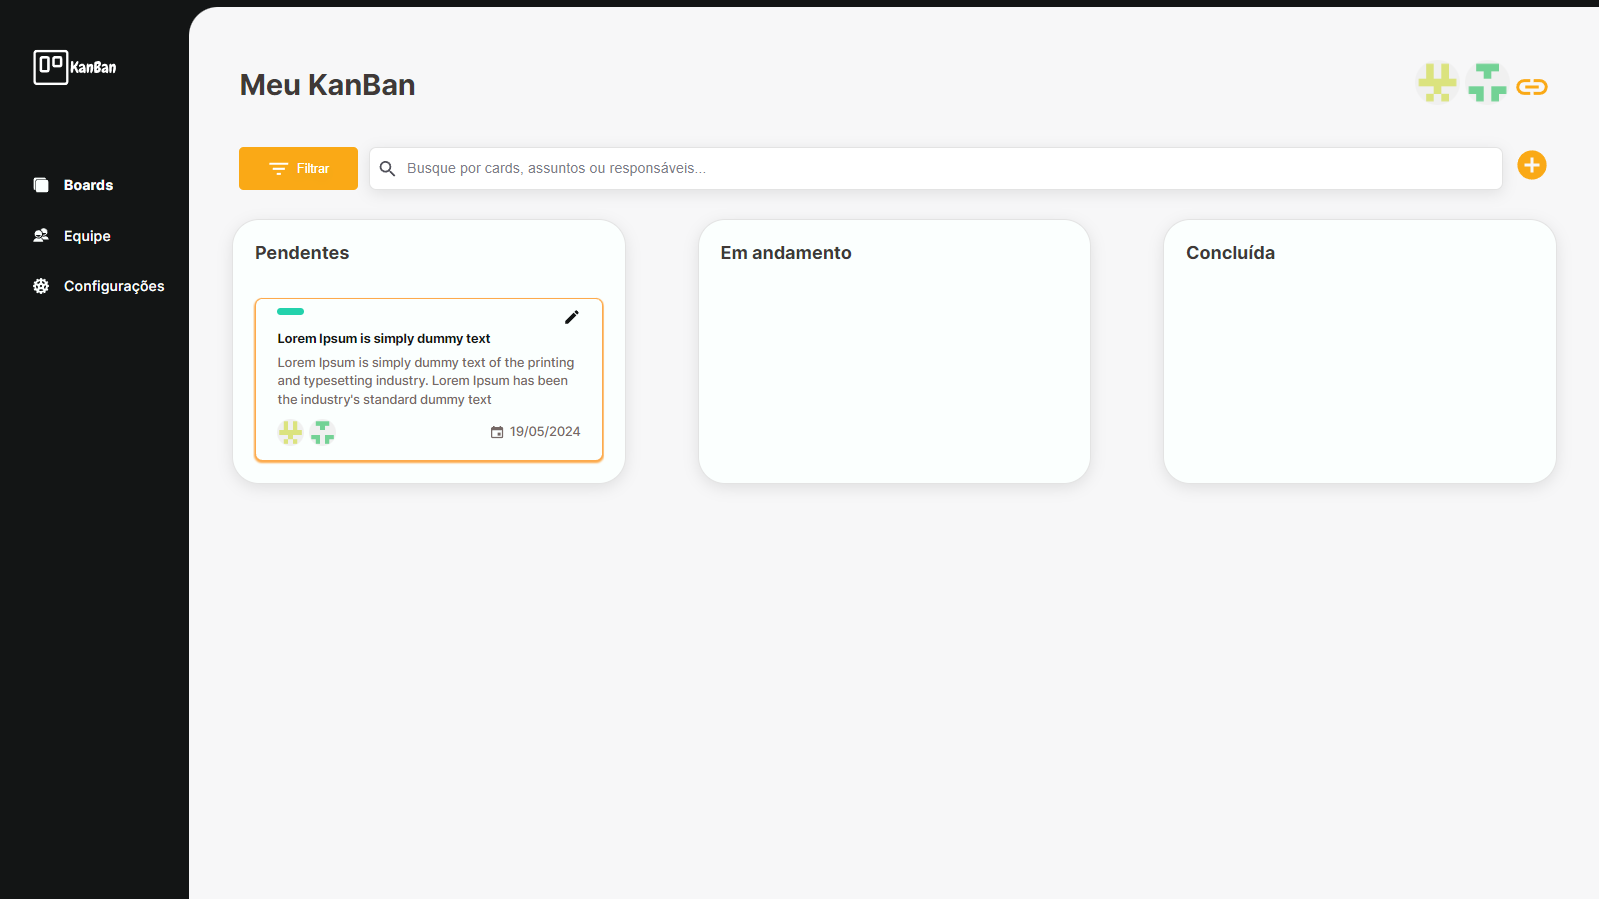 KanBan
Boards
Equipe
Configurações
Meu KanBan
Filtrar
Busque por cards, assuntos ou responsáveis...
Pendentes
Lorem Ipsum is simply dummy text
Lorem Ipsum is simply dummy text of the printing
and typesetting industry. Lorem Ipsum has been
the industry's standard dummy text
19/05/2024
Em andamento
Concluída